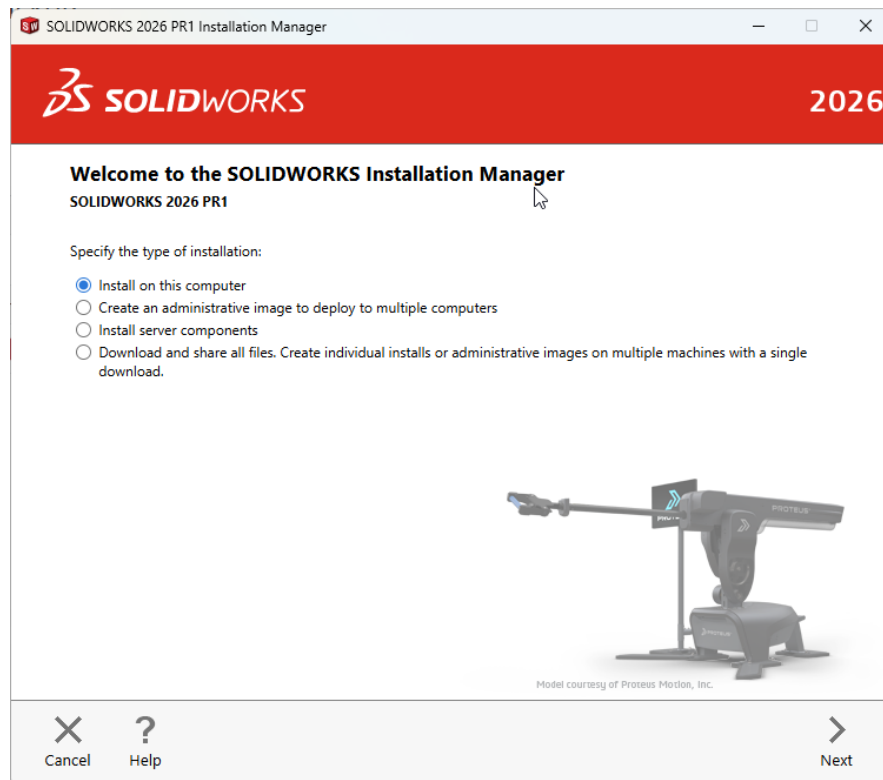 SOLIDWORKS 2026 PR1 Installation Manager
SOLIDWORKS
2026
Welcome to the SOLIDWORKS Installation Manager
SOLIDWORKS 2026 PR1
Specify the type of installation:
Install on this computer
Create an administrative image to deploy to multiple computers
Install server components
Download and share all files. Create individual installs or administrative images on multiple machines with a single
download.
PROTEUS
Model courtesy of Proteus Motion, Inc.
Cancel
Help
Next